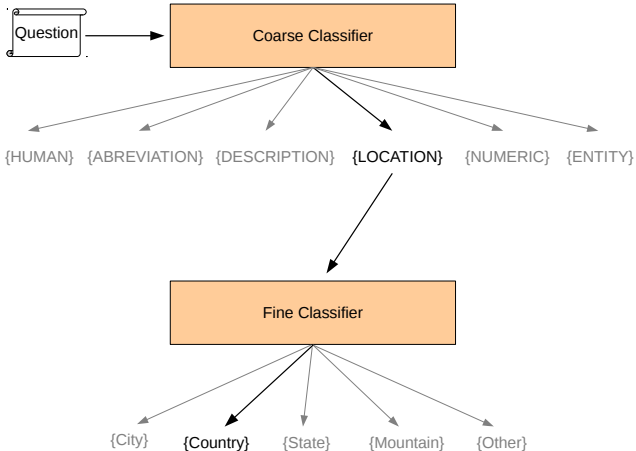 Question
Coarse Classifier
{HUMAN} {ABREVIATION} {DESCRIPTION} {LOCATION} {NUMERIC} {ENTITY}
Fine Classifier
{City} {Country} {State} {Mountain} {Other}